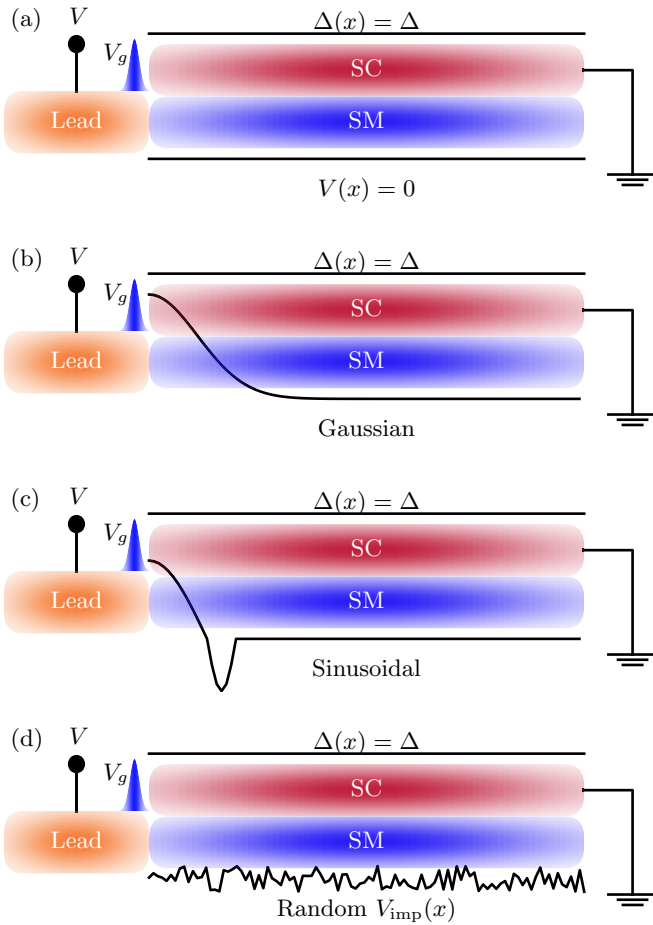 (a) V Δ(x) = Δ
V_g SC
Lead SM
V(x) = 0
(b) V Δ(x) = Δ
V_g SC
Lead SM
Gaussian
(c) V Δ(x) = Δ
V_g SC
Lead SM
Sinusoidal
(d) V Δ(x) = Δ
V_g SC
Lead SM
Random V_imp(x)